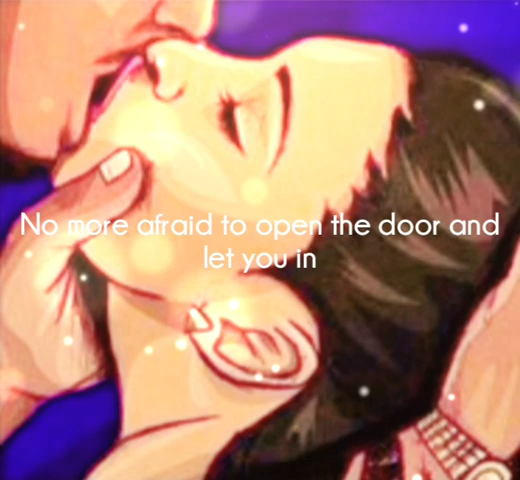 No more afraid to open the door and
let you in